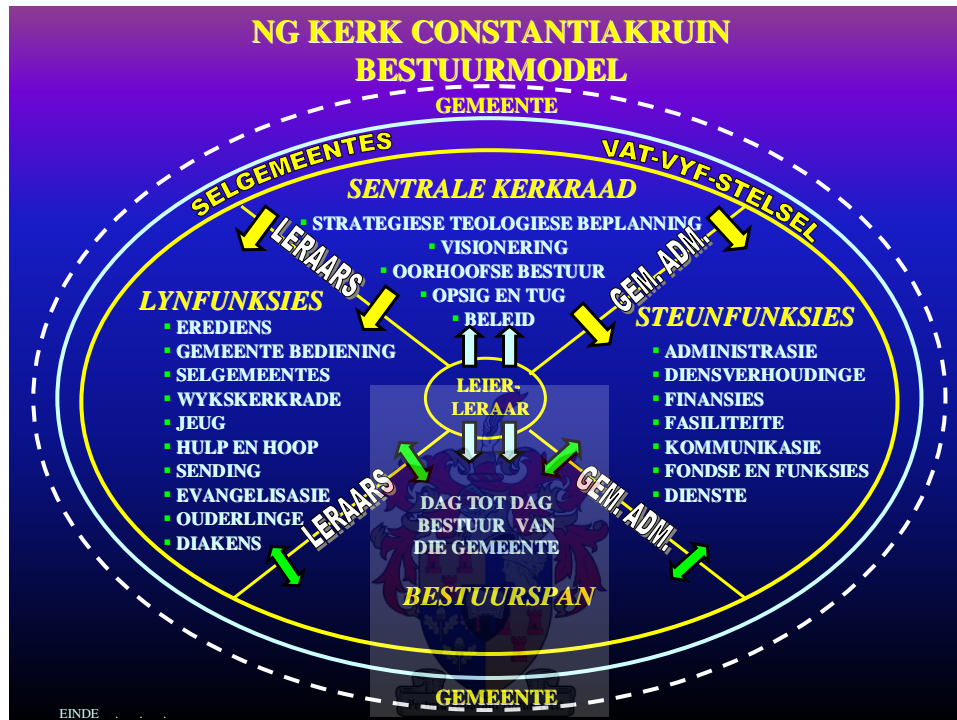 NG KERK CONSTANTIAKRUIN
BESTUURMODEL
GEMEENTE
SELGEMEENTES
VAT-VYF-STELSEL
SENTRALE KERKRAAD
▪ STRATEGIESE TEOLOGIESE BEPLANNING
▪ VISIONERING
▪ OORHOOFSE BESTUUR
▪ OPSIG EN TUG
▪ BELEID
LERAARS
GEM. ADM.
LYNFUNKSIES
▪ EREDIENS
▪ GEMEENTE BEDIENING
▪ SELGEMEENTES
▪ WYKSKERKRADE
▪ JEUG
▪ HULP EN HOOP
▪ SENDING
▪ EVANGELISASIE
▪ OUDERLINGE
▪ DIAKENS
STEUNFUNKSIES
▪ ADMINISTRASIE
▪ DIENSVERHOUDINGE
▪ FINANSIES
▪ FASILITEITE
▪ KOMMUNIKASIE
▪ FONDSE EN FUNKSIES
▪ DIENSTE
LEIER-
LERAAR
LERAARS
GEM. ADM.
DAG TOT DAG
BESTUUR VAN
DIE GEMEENTE
BESTUURSPAN
GEMEENTE
EINDE . . .